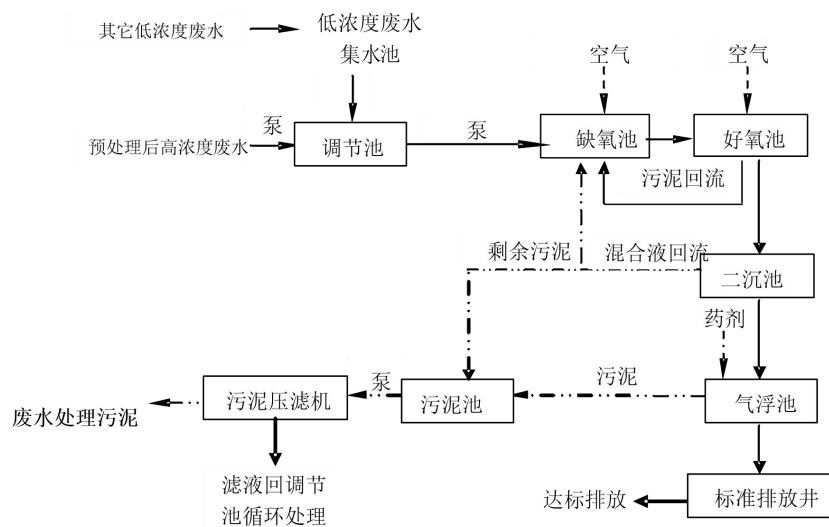 其它低浓度废水
低浓度废水
集水池
空气
空气
泵
泵
预处理后高浓度废水
调节池
缺氧池
好氧池
污泥回流
剩余污泥
混合液回流
二沉池
药剂
污泥
泵
污泥压滤机
污泥池
气浮池
废水处理污泥
滤液回调节
池循环处理
达标排放
标准排放井